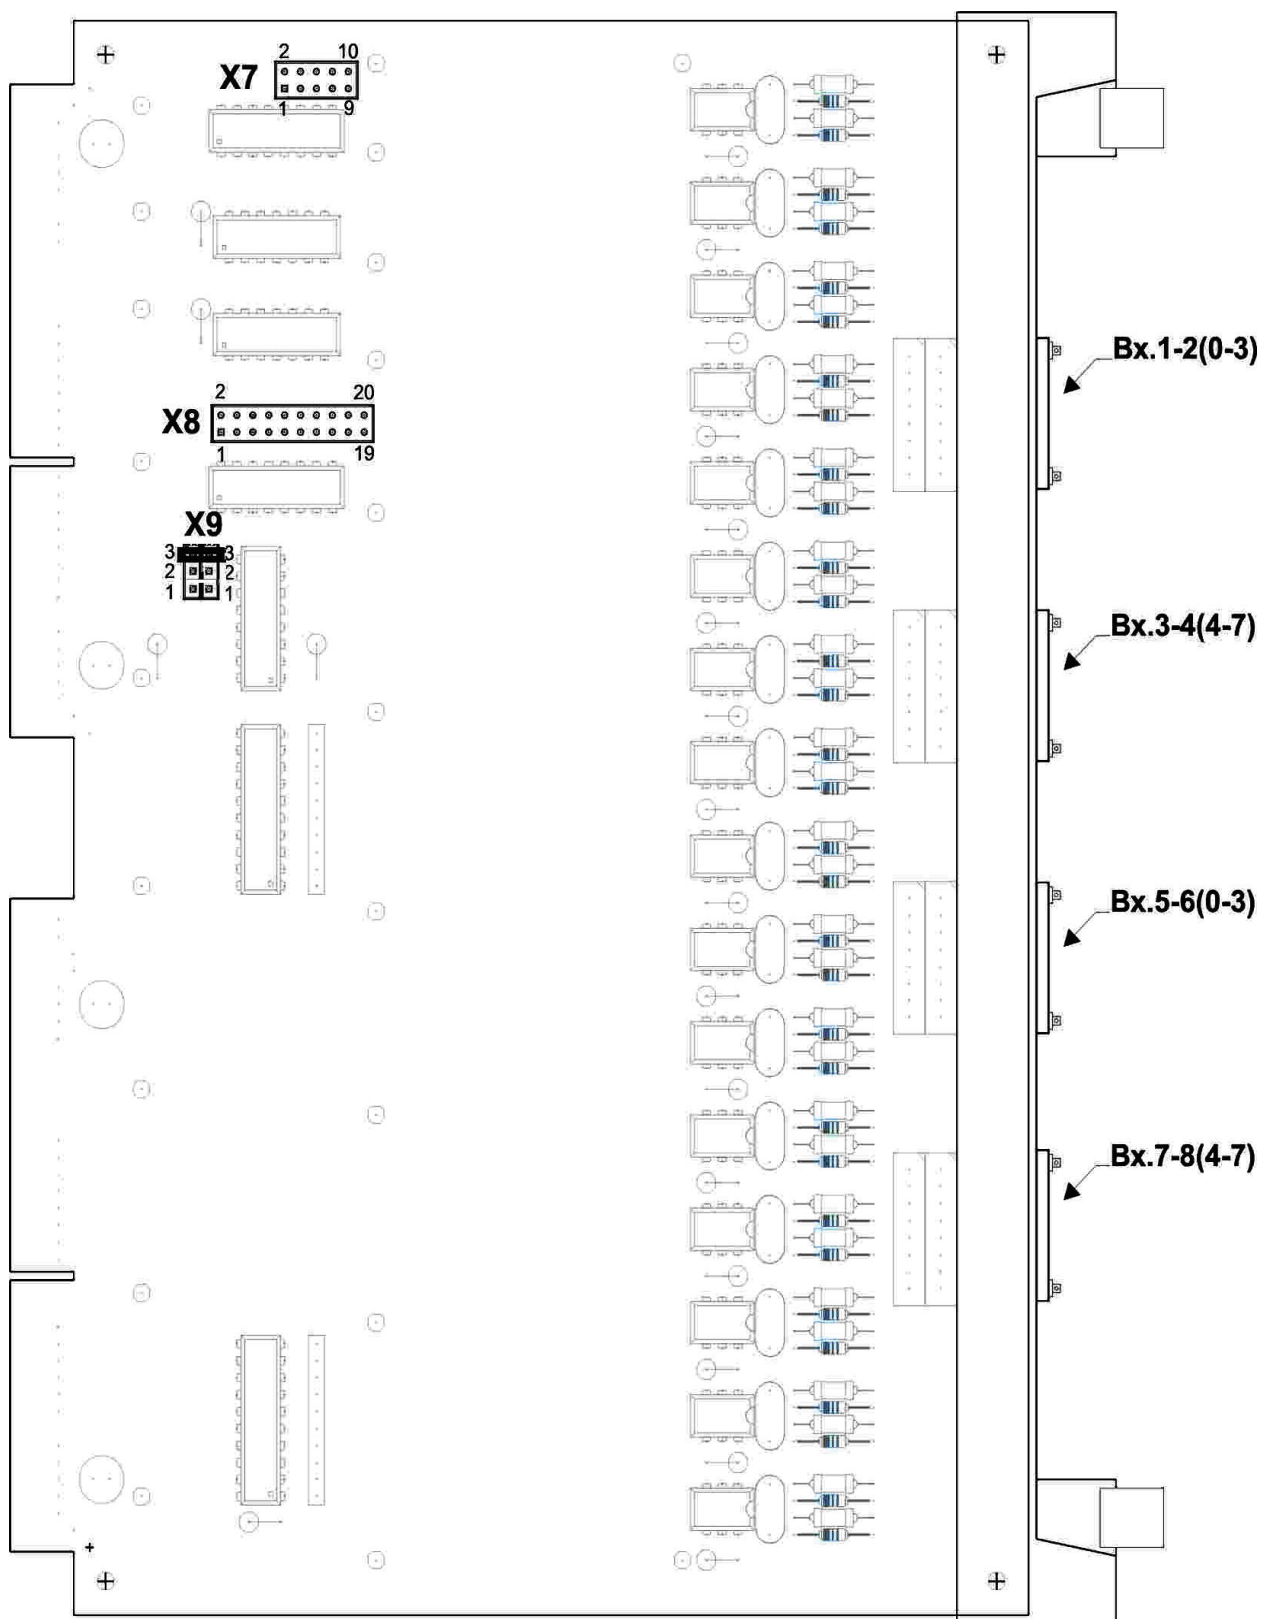 2 10
X7
1 9
Bx.1-2(0-3)
2 20
X8
1 19
X9
3 3
2 2
1 1
Bx.3-4(4-7)
Bx.5-6(0-3)
Bx.7-8(4-7)